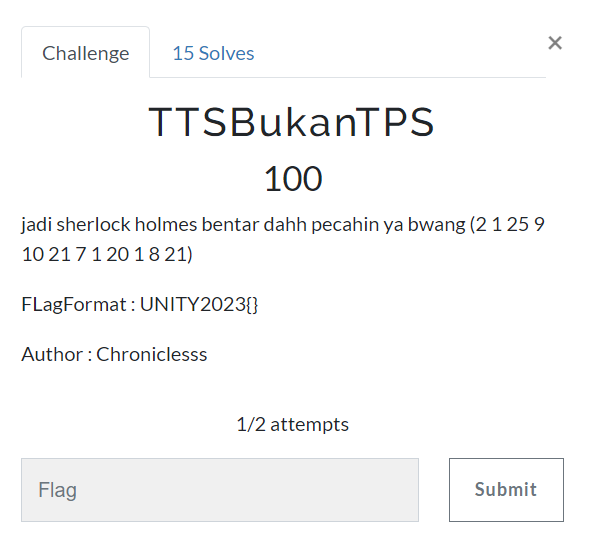 Challenge
15 Solves
×
TTSBukanTPS
100
jadi sherlock holmes bentar dahh pecahin ya bwang (2 1 25 9
10 21 7 1 20 1 8 21)
FLagFormat : UNITY2023{}
Author : Chroniclesss
1/2 attempts
Flag
Submit